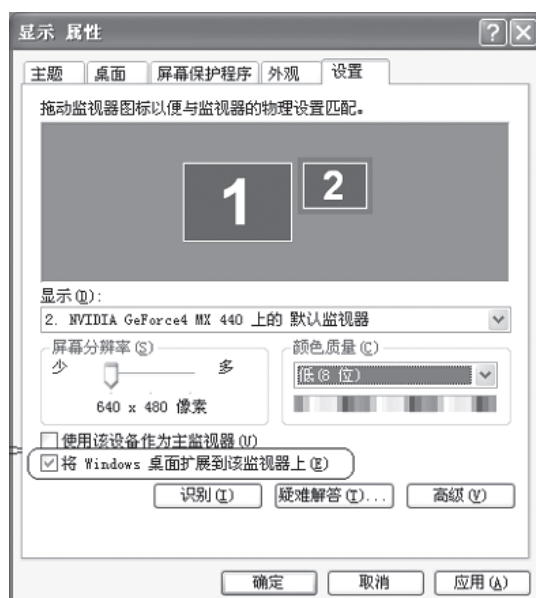 显示 属性
主题 桌面 屏幕保护程序 外观 设置
拖动监视器图标以便与监视器的物理设置匹配。
1 2
显示(D):
2. NVIDIA GeForce4 MX 440 上的 默认监视器
屏幕分辨率(S) 颜色质量(C)
少 多 低(8 位)
640 x 480 像素
使用该设备作为主监视器(U)
将 Windows 桌面扩展到该监视器上(E)
识别(I) 疑难解答(T)... 高级(V)
确定 取消 应用(A)